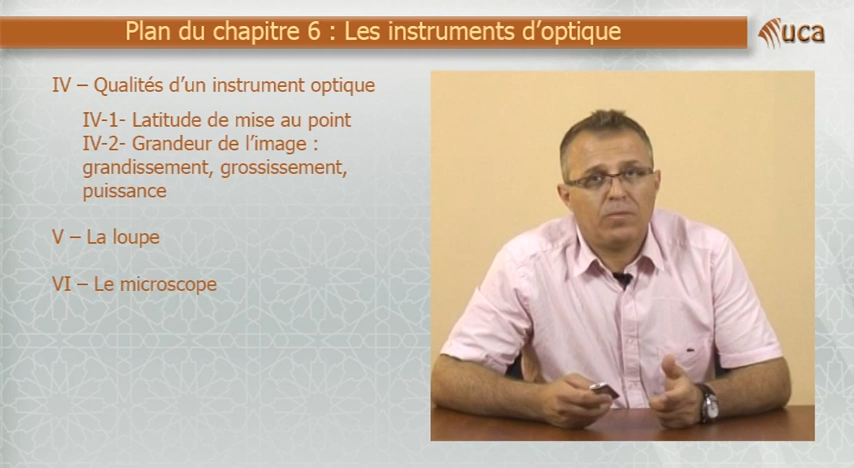 Plan du chapitre 6 : Les instruments d’optique
uca
IV – Qualités d’un instrument optique
IV-1- Latitude de mise au point
IV-2- Grandeur de l’image :
grandissement, grossissement,
puissance
V – La loupe
VI – Le microscope